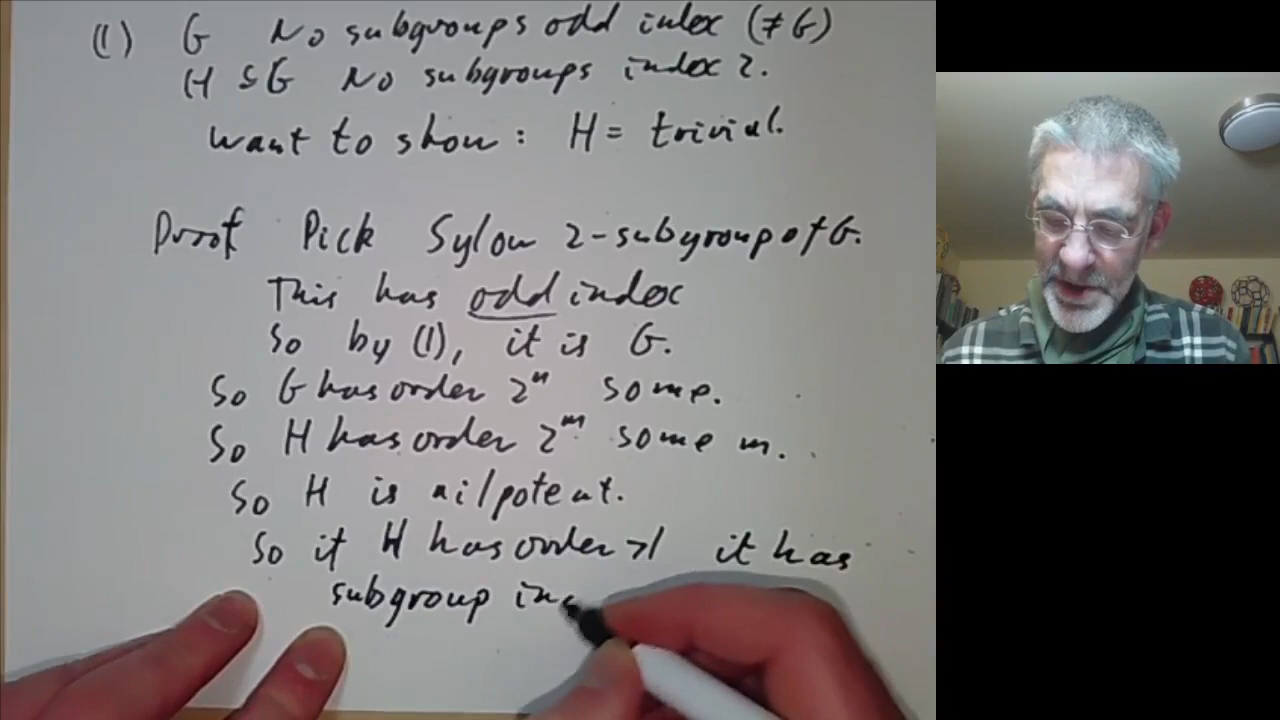 (1) G No subgroups odd index (≠G)
H ≤ G No subgroups index 2.
Want to show: H = trivial.
Proof Pick Sylow 2-subgroup of G.
This has odd index
So by (1), it is G.
So G has order 2ⁿ some.
So H has order 2ᵐ some m.
So H is nilpotent.
So if H has order >1 it has
subgroup in